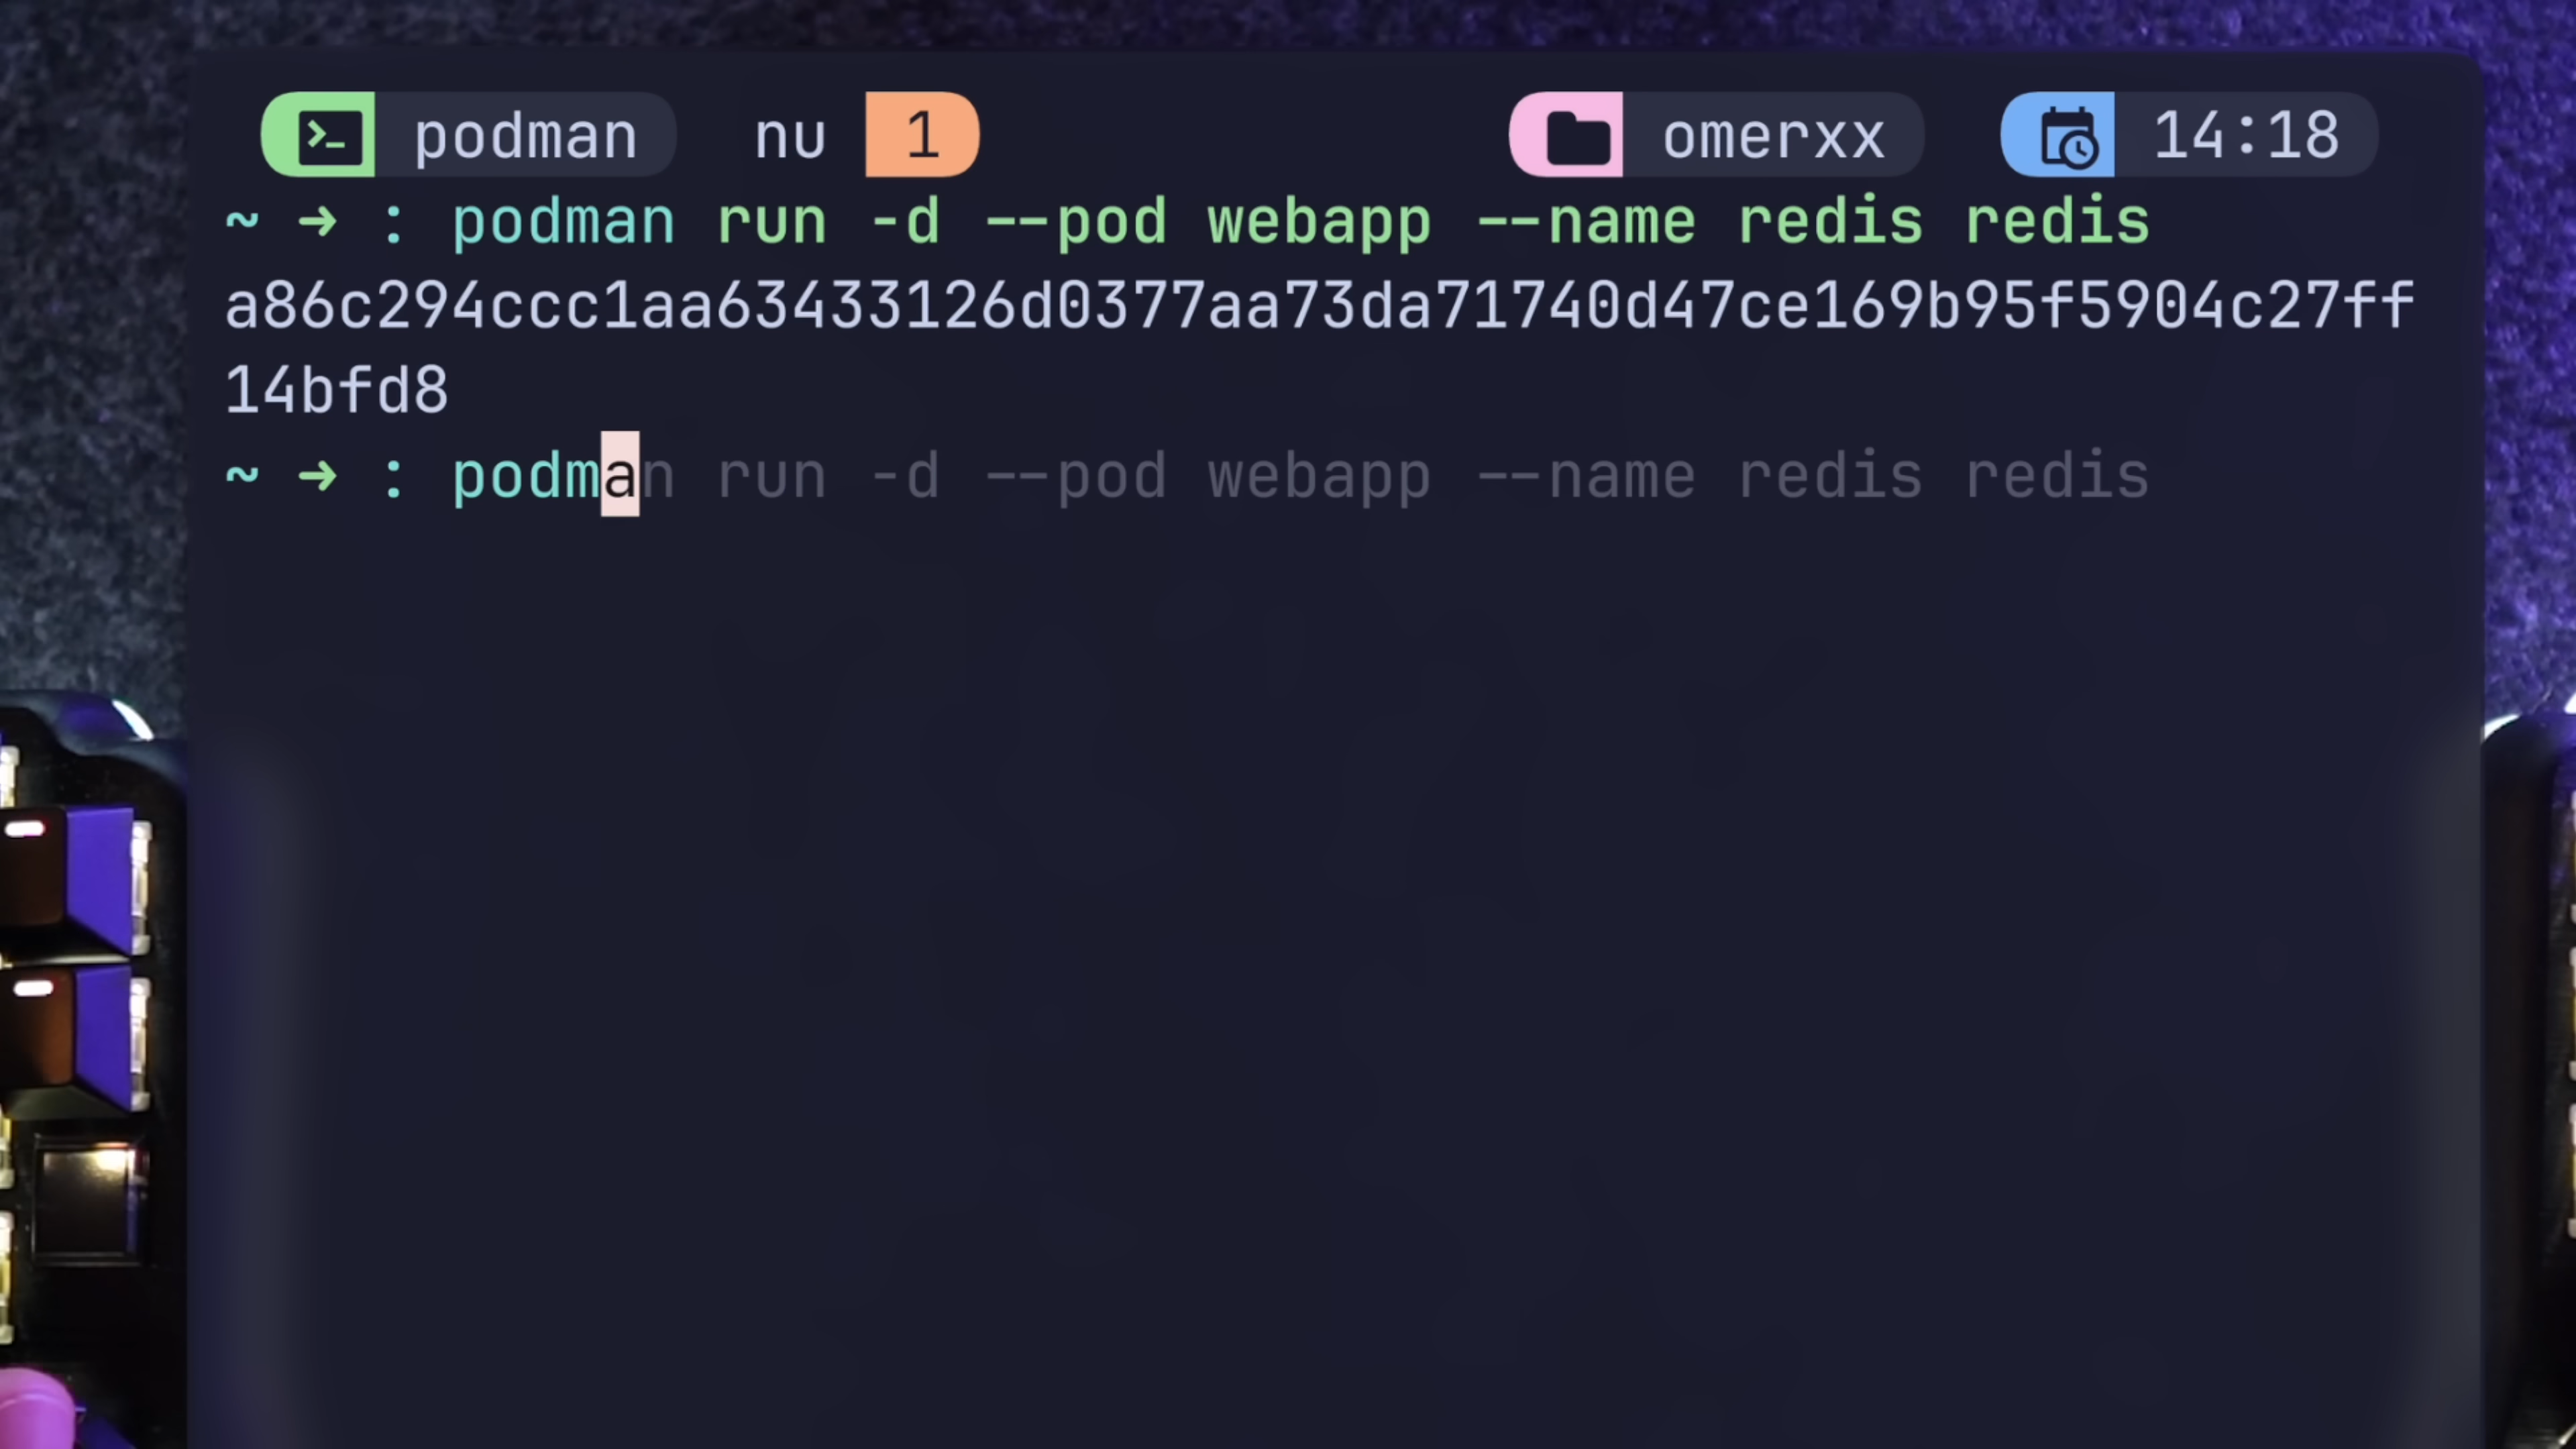 podman nu 1 omerxx 14:18
~ → : podman run -d --pod webapp --name redis redis
a86c294ccc1aa63433126d0377aa73da71740d47ce169b95f5904c27ff
14bfd8
~ → : podman run -d --pod webapp --name redis redis